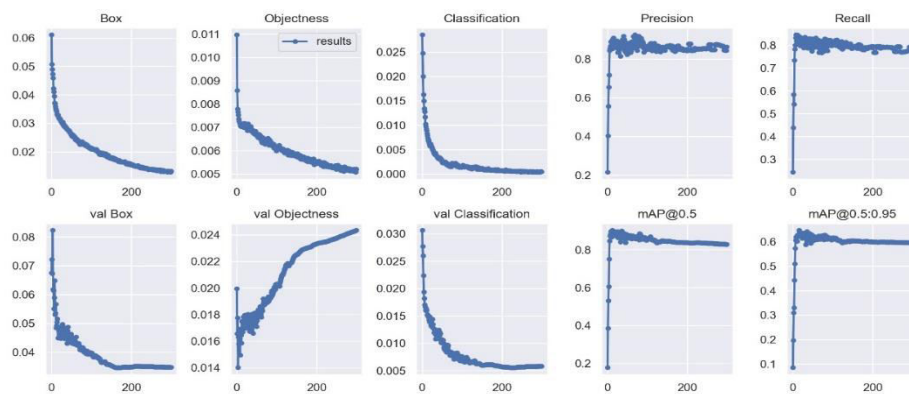 Box Objectness Classification Precision Recall
results
0.06 0.05 0.04 0.03 0.02
0.011 0.010 0.009 0.008 0.007 0.006 0.005
0.025 0.020 0.015 0.010 0.005 0.000
0.8 0.6 0.4 0.2
0.8 0.7 0.6 0.5 0.4 0.3
0 200 0 200 0 200 0 200 0 200
val Box val Objectness val Classification mAP@0.5 mAP@0.5:0.95
0.08 0.07 0.06 0.05 0.04
0.024 0.022 0.020 0.018 0.016 0.014
0.030 0.025 0.020 0.015 0.010 0.005
0.8 0.6 0.4 0.2
0.6 0.5 0.4 0.3 0.2 0.1
0 200 0 200 0 200 0 200 0 200